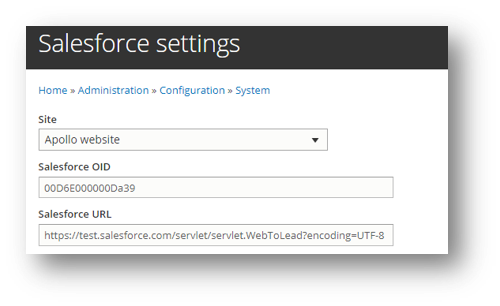 Salesforce settings
Home » Administration » Configuration » System
Site
Apollo website
Salesforce OID
00D6E000000Da39
Salesforce URL
https://test.salesforce.com/servlet/servlet.WebToLead?encoding=UTF-8